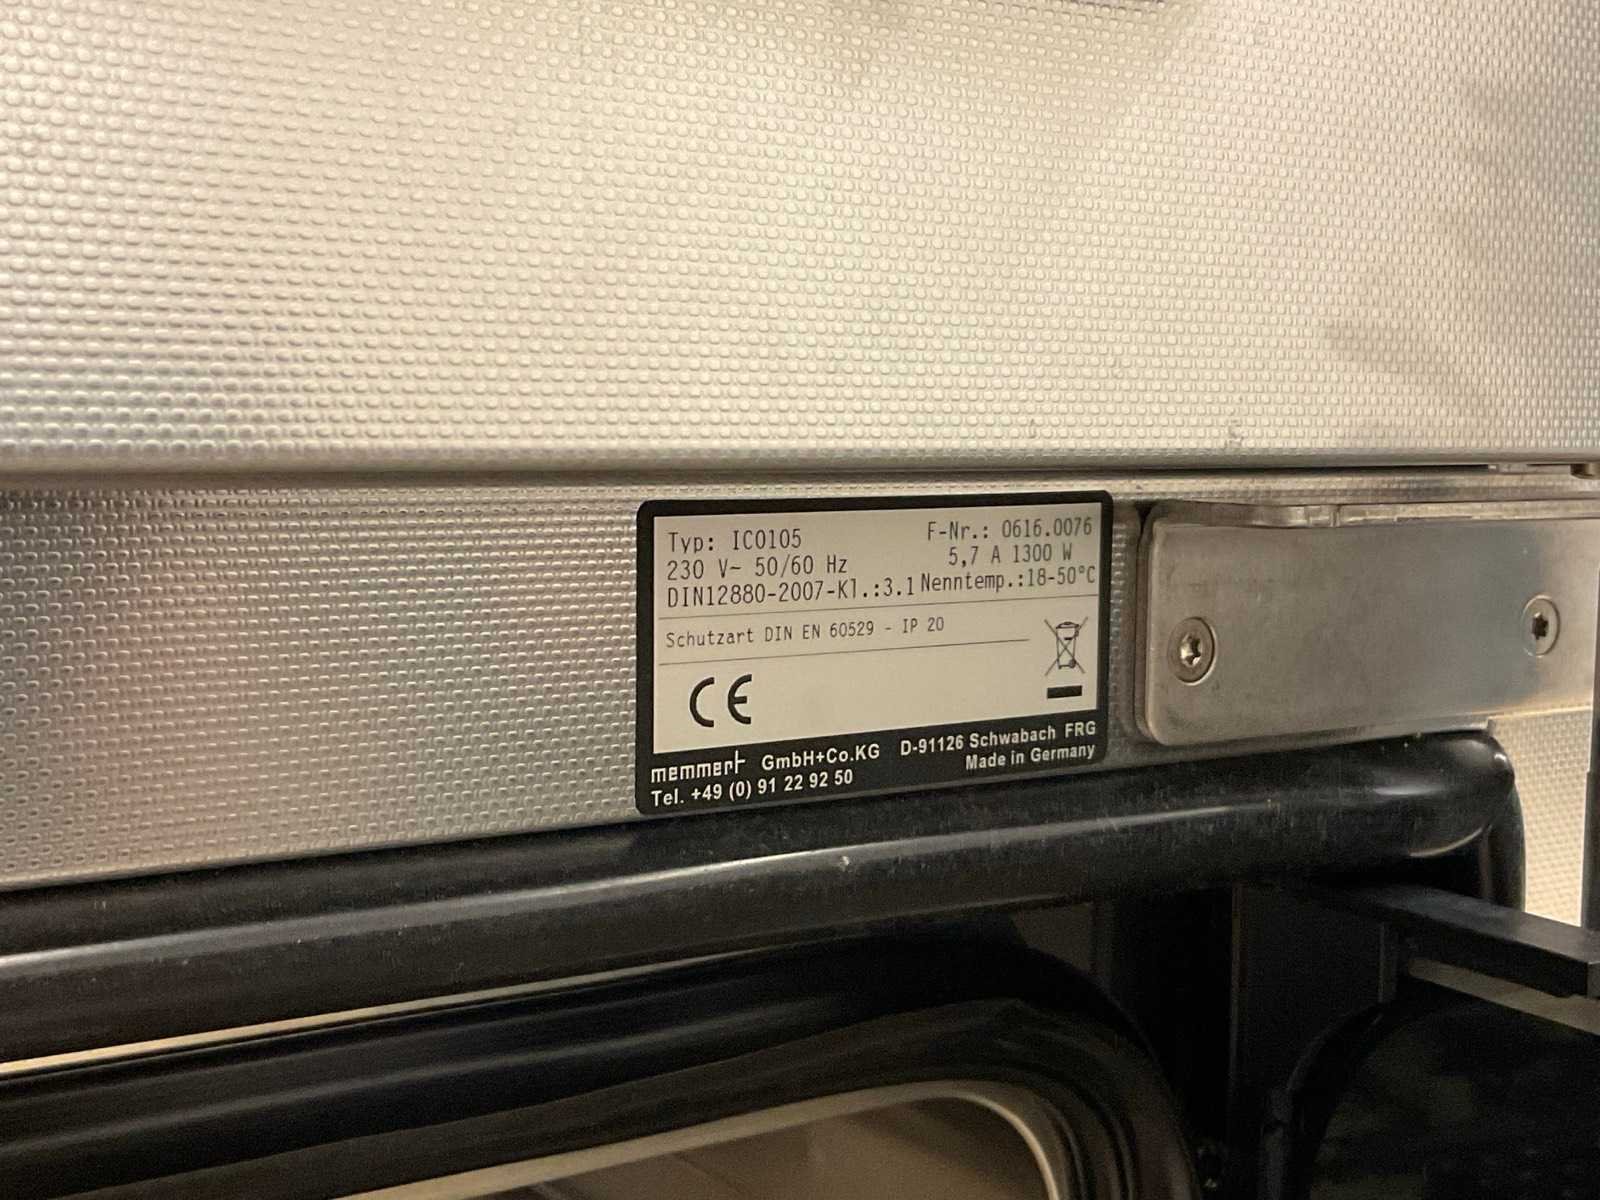 Typ: ICO105 F-Nr.: 0616.0076
230 V~ 50/60 Hz 5,7 A 1300 W
DIN12880-2007-Kl.:3.1 Nenntemp.:18-50°C
Schutzart DIN EN 60529 - IP 20
CE
memmert GmbH+Co.KG D-91126 Schwabach FRG
Tel. +49 (0) 91 22 92 50 Made in Germany